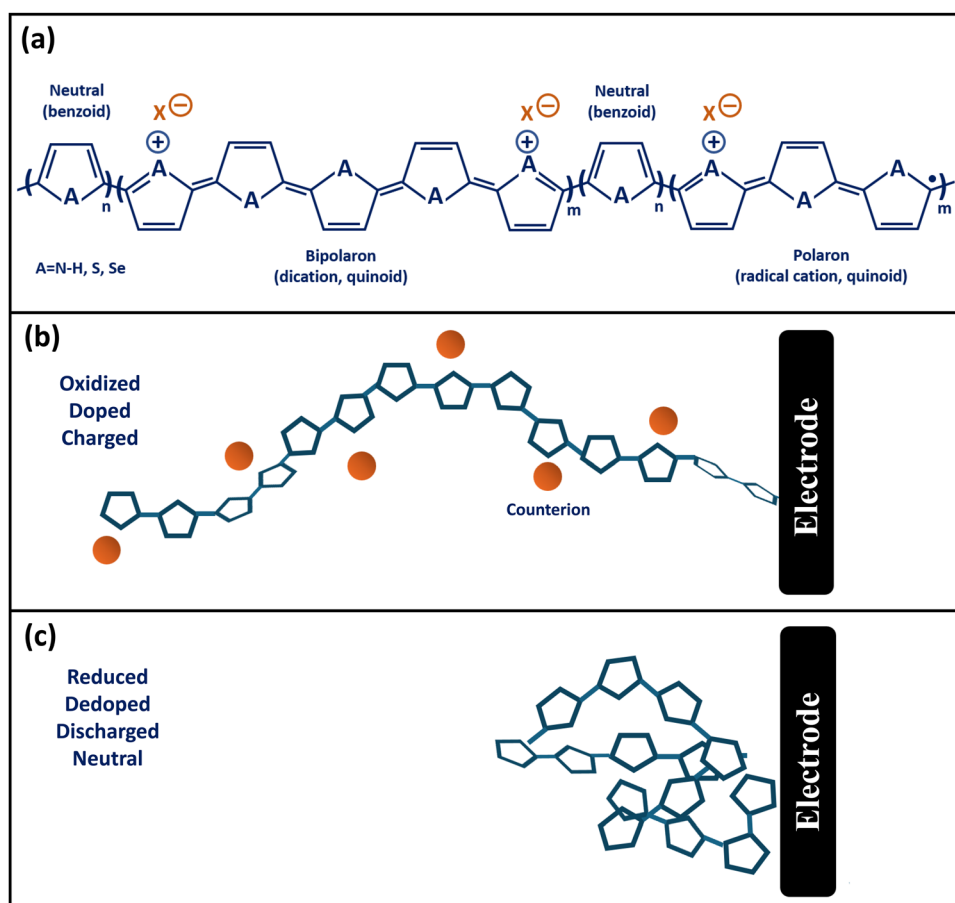 (a)
Neutral
(benzoid)
X⊖
X⊖
Neutral
(benzoid)
X⊖
⊕
⊕
⊕
A
A
A
A
A
A
A
A
A
A
n
m
n
m
A=N-H, S, Se
Bipolaron
(dication, quinoid)
Polaron
(radical cation, quinoid)
(b)
Oxidized
Doped
Charged
Counterion
Electrode
(c)
Reduced
Dedoped
Discharged
Neutral
Electrode